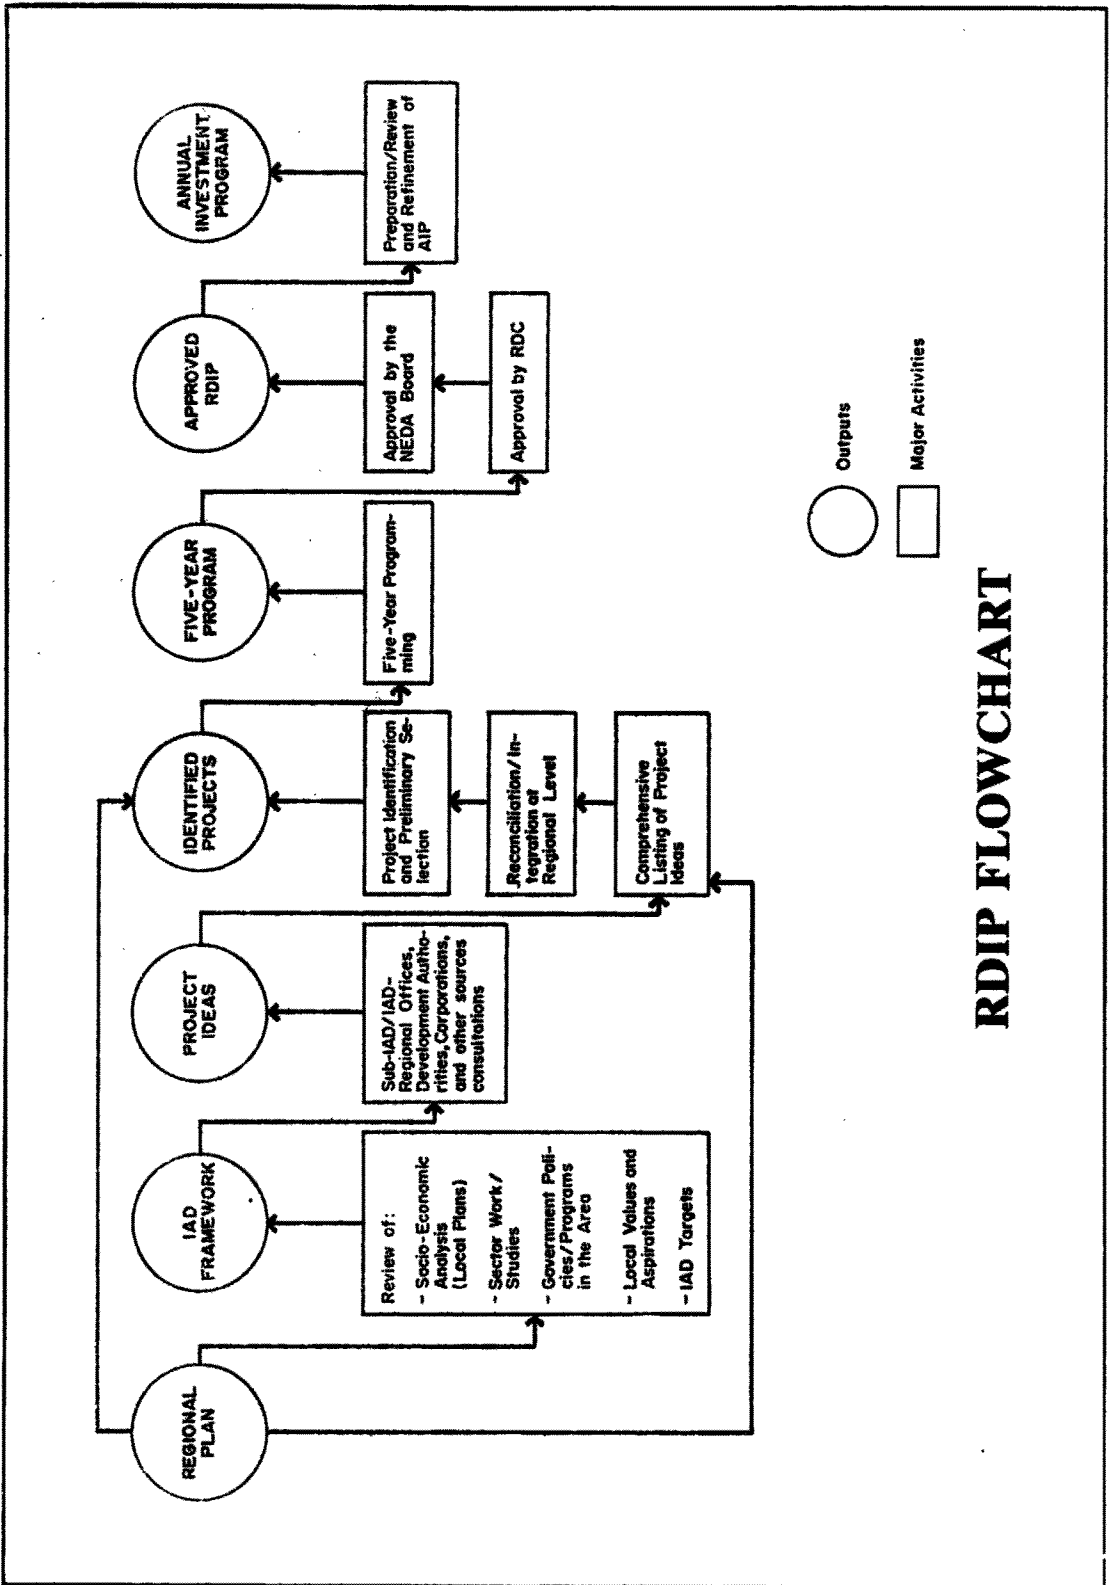 REGIONAL
PLAN
IAD
FRAMEWORK
PROJECT
IDEAS
IDENTIFIED
PROJECTS
FIVE-YEAR
PROGRAM
APPROVED
RDIP
ANNUAL
INVESTMENT
PROGRAM
Review of:
- Socio-Economic
Analysis
(Local Plans)
- Sector Work/
Studies
- Government Poli-
cies/Programs
in the Area
- Local Values and
Aspirations
- IAD Targets
Sub-IAD/IAD-
Regional Offices,
Development Autho-
rities,Corporations,
and other sources
consultations
Project Identification
and Preliminary Se-
lection
Reconciliation/In-
tegration at
Regional Level
Comprehensive
Listing of Project
Ideas
Five-Year Program-
ming
Approval by the
NEDA Board
Approval by RDC
Preparation/Review
and Refinement of
AIP
Outputs
Major Activities
RDIP FLOWCHART